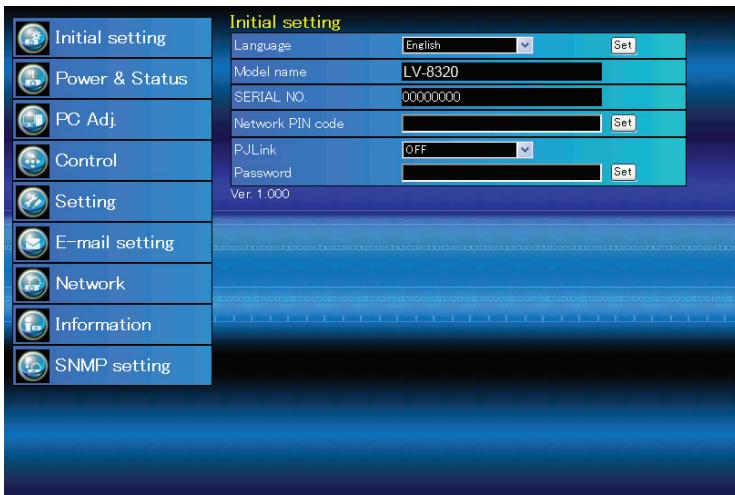 Initial setting
Power & Status
PC Adj.
Control
Setting
E-mail setting
Network
Information
SNMP setting
Initial setting
Language English Set
Model name LV-8320
SERIAL NO. 00000000
Network PIN code Set
PJLink OFF
Password Set
Ver. 1.000